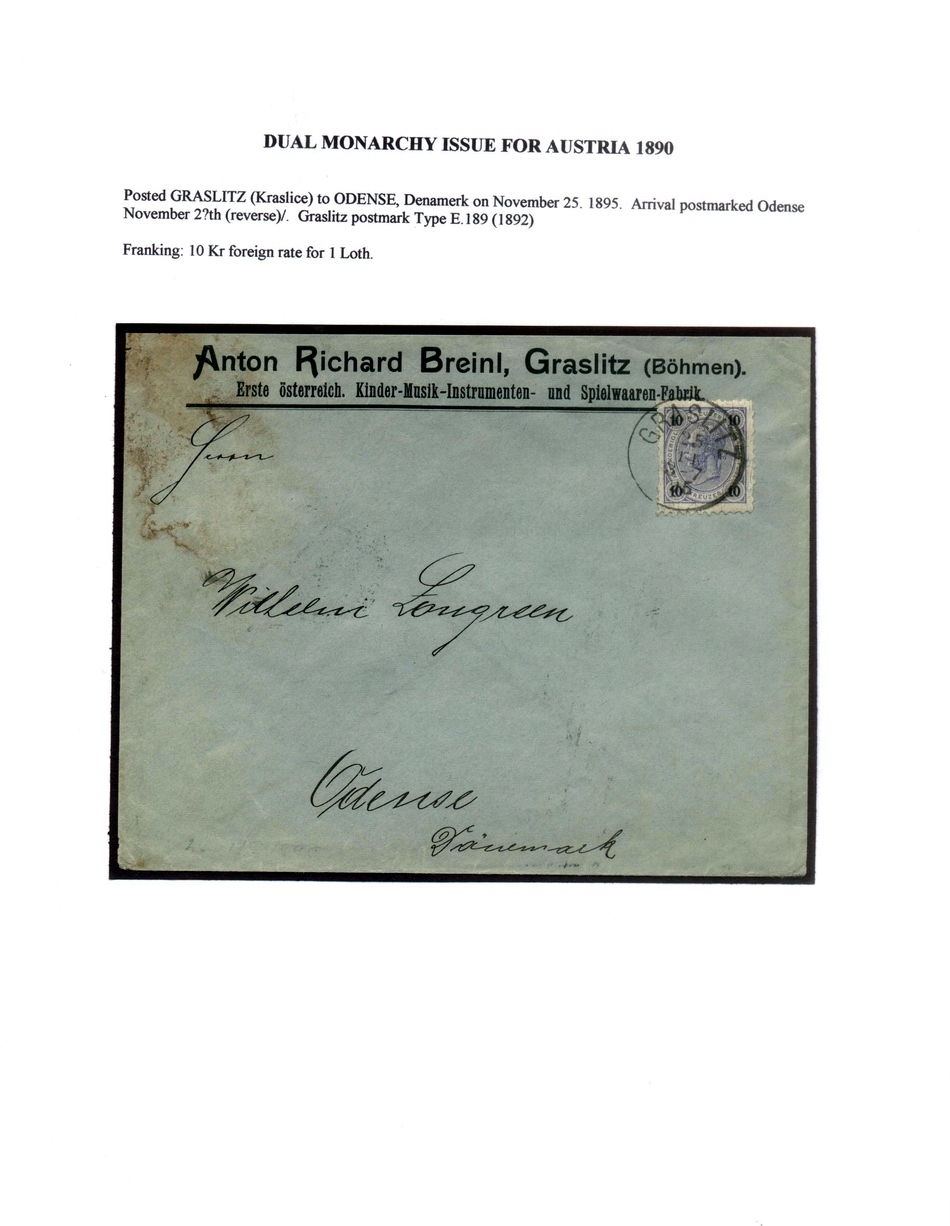 DUAL MONARCHY ISSUE FOR AUSTRIA 1890
Posted GRASLITZ (Kraslice) to ODENSE, Denamerk on November 25. 1895. Arrival postmarked Odense
November 2?th (reverse)/. Graslitz postmark Type E.189 (1892)
Franking: 10 Kr foreign rate for 1 Loth.
Anton Richard Breinl, Graslitz (Böhmen).
Erste österreich. Kinder-Musik-Instrumenten- und Spielwaaren-Fabrik.
GRASLITZ
25
10 10
10 KREUZER 10
Herrn
Wilhelm Longreen
Odense
Dänemark